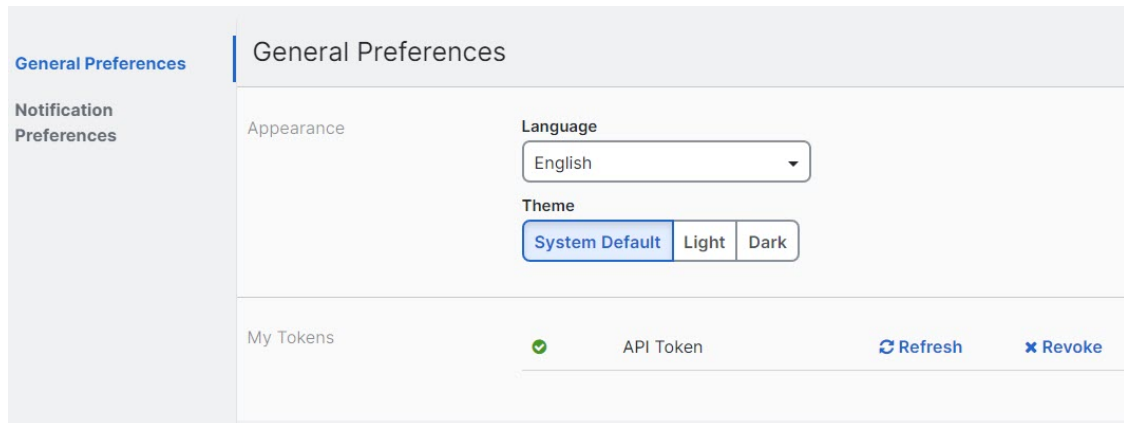 General Preferences
Notification
Preferences
General Preferences
Appearance
Language
English
Theme
System Default Light Dark
My Tokens
API Token Refresh Revoke